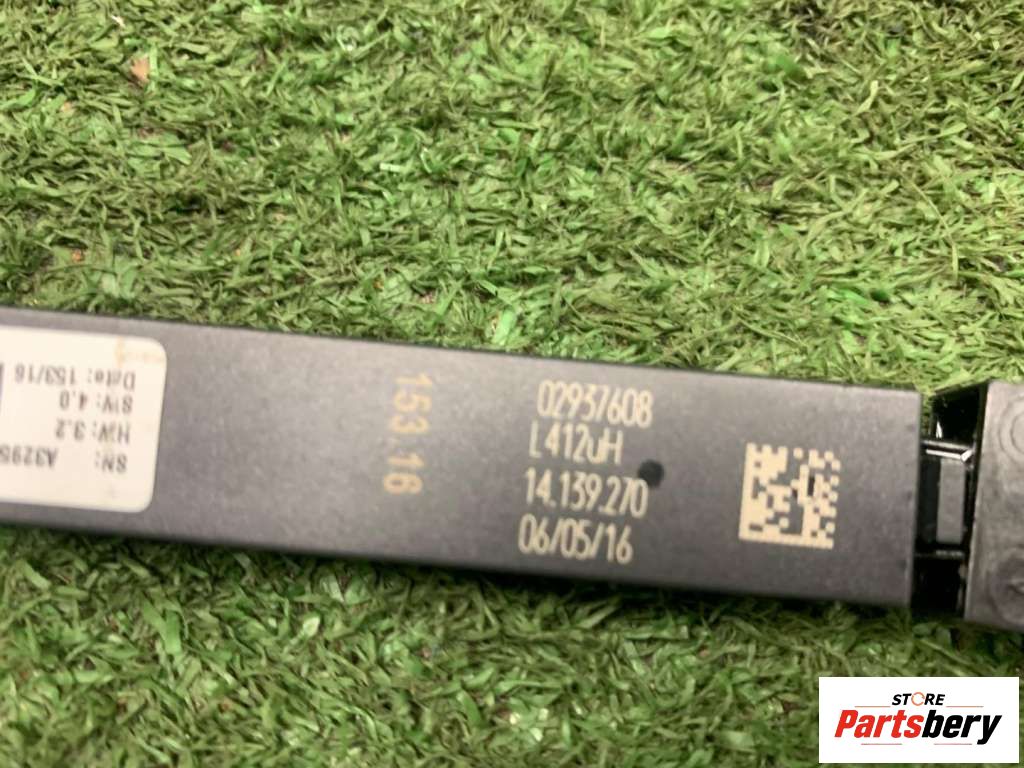 02937608
L412uH
14.139.270
06/05/16
153.16
SN: A3295
HW: 3.2
SW: 4.0
Date: 153/16
STORE
Partsbery